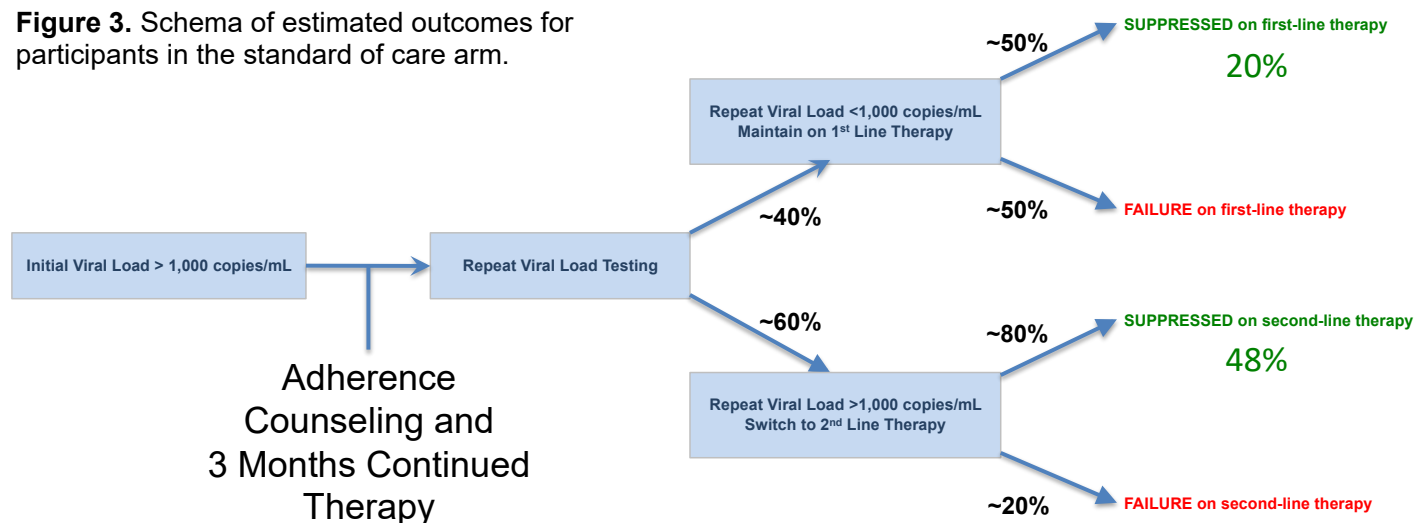 Figure 3. Schema of estimated outcomes for
participants in the standard of care arm.
~50%
SUPPRESSED on first-line therapy
20%
Repeat Viral Load <1,000 copies/mL
Maintain on 1st Line Therapy
~40%
~50%
FAILURE on first-line therapy
Initial Viral Load > 1,000 copies/mL
Repeat Viral Load Testing
~60%
~80%
SUPPRESSED on second-line therapy
48%
Adherence
Counseling and
3 Months Continued
Therapy
Repeat Viral Load >1,000 copies/mL
Switch to 2nd Line Therapy
~20%
FAILURE on second-line therapy